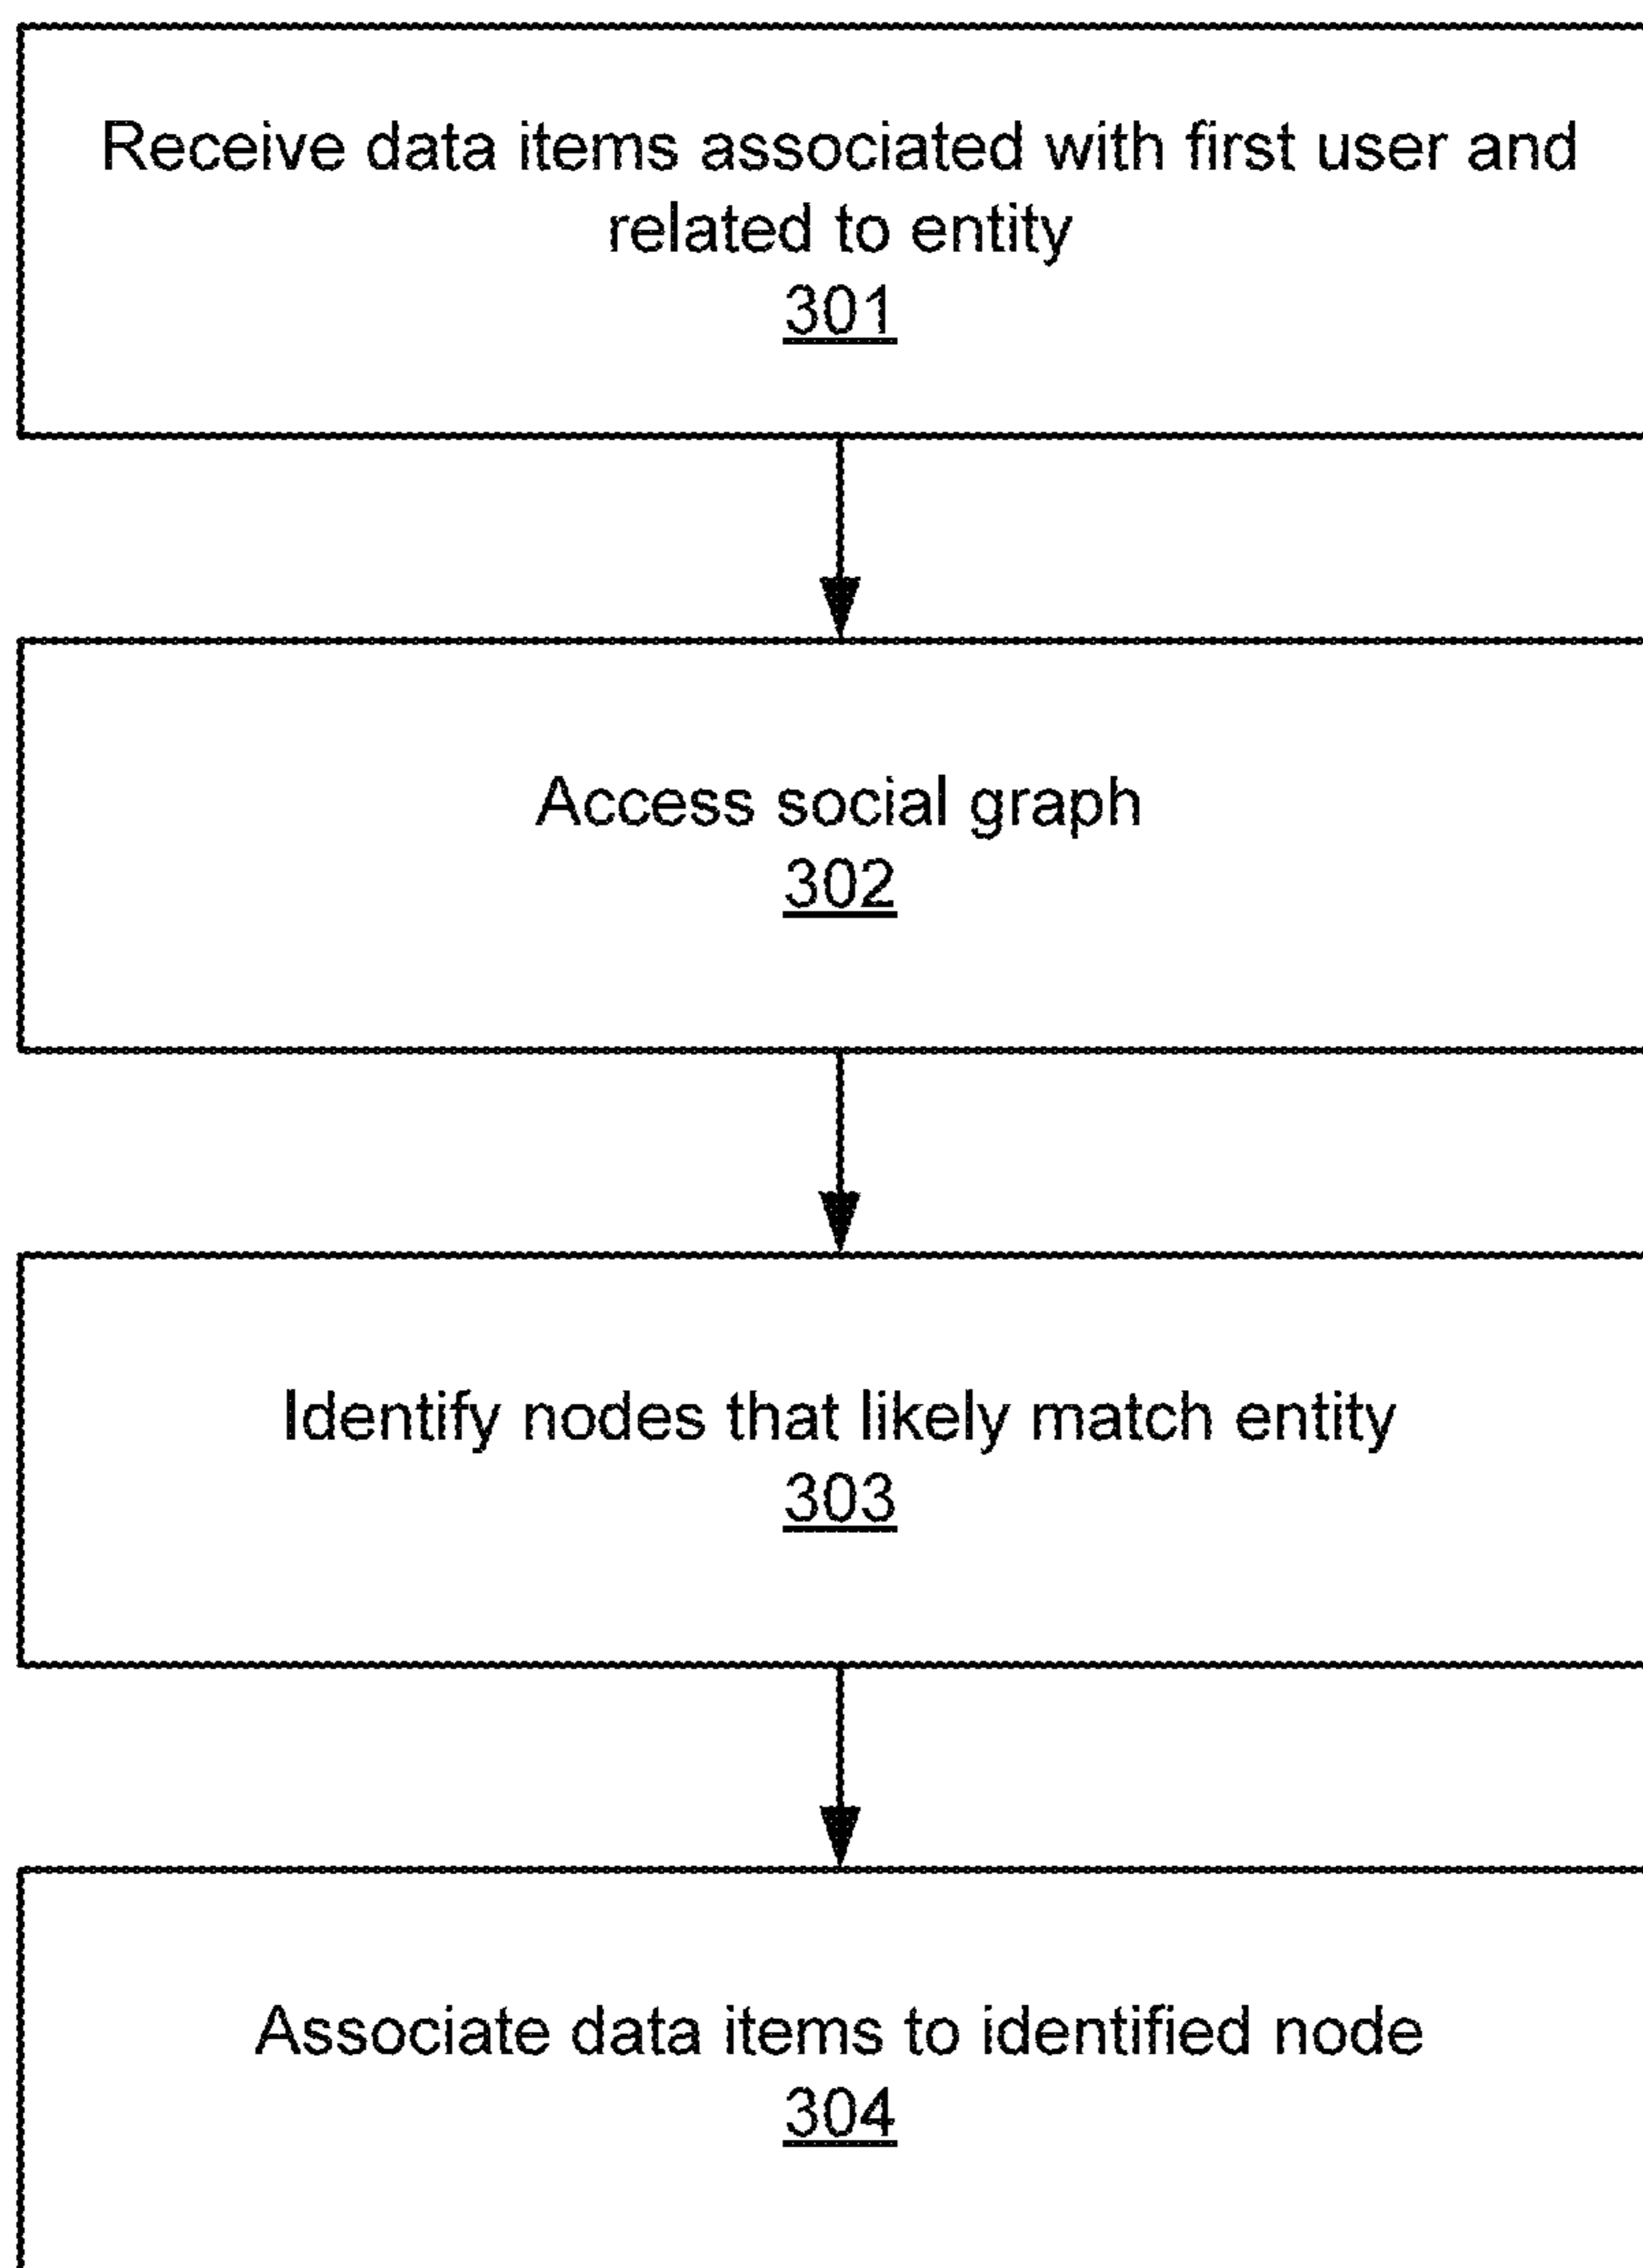 Receive data items associated with first user and
related to entity
301
Access social graph
302
Identify nodes that likely match entity
303
Associate data items to identified node
304